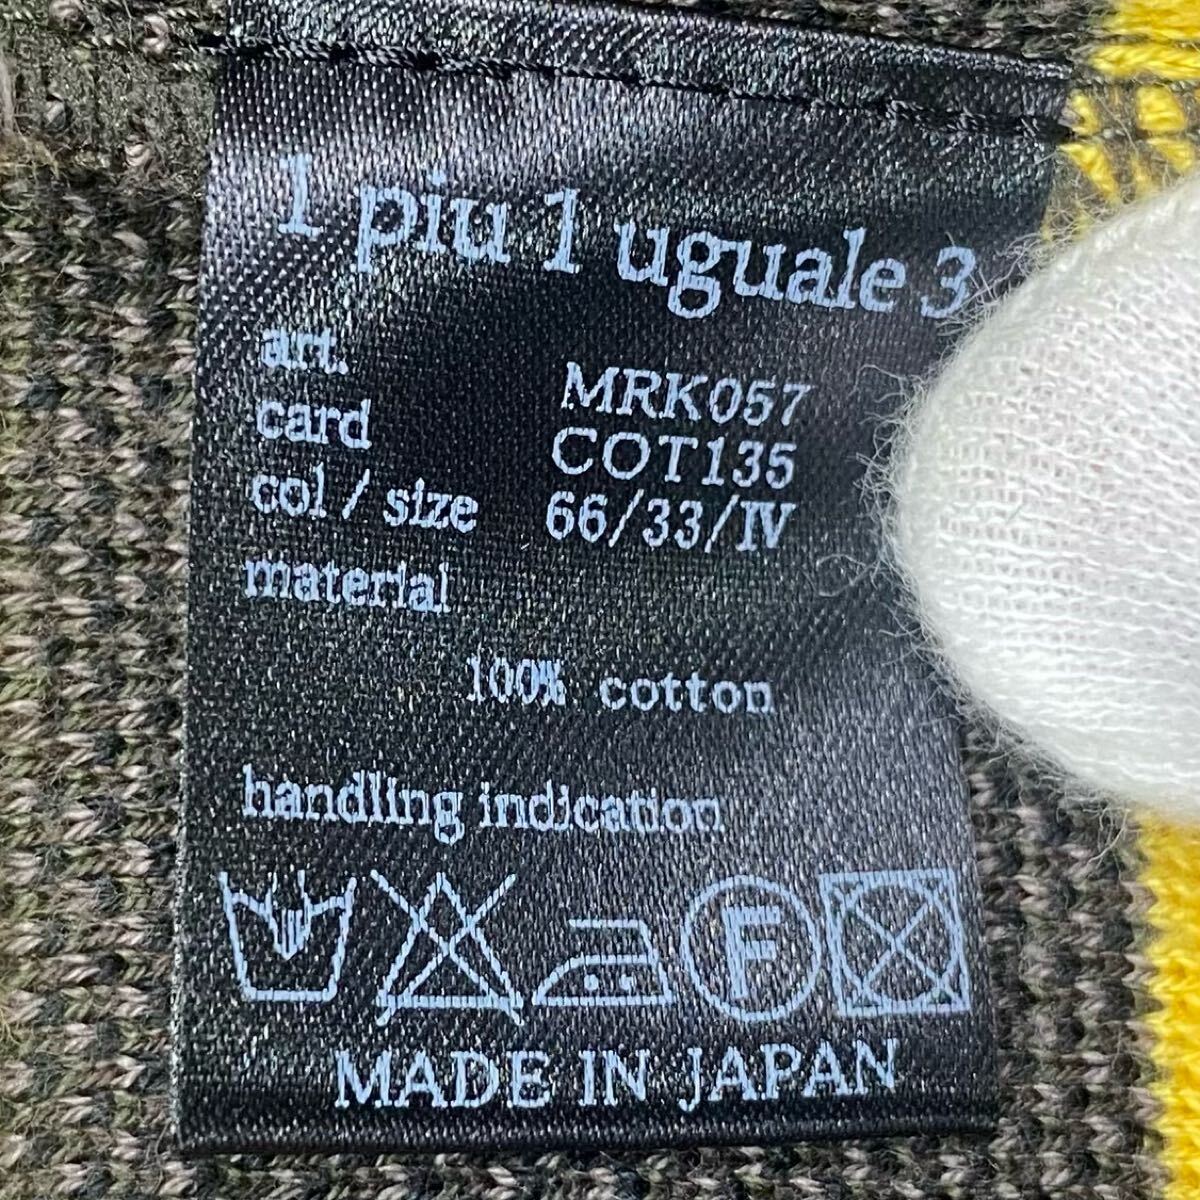 1 piu 1 uguale 3
art. MRK057
card COT135
col / size 66/33/Ⅳ
material
100% cotton
handling indication
F
MADE IN JAPAN